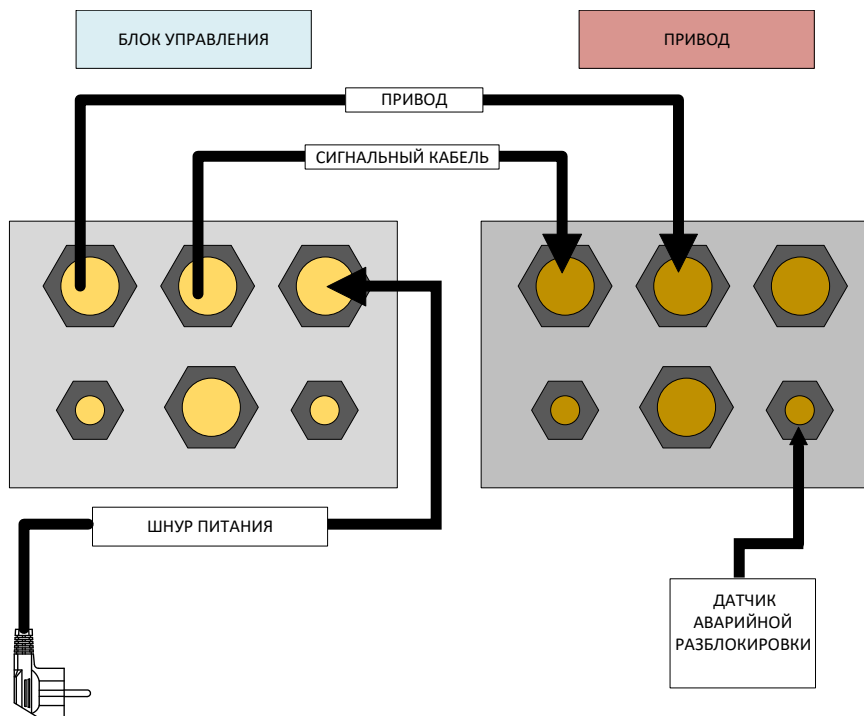 БЛОК УПРАВЛЕНИЯ
ПРИВОД
ПРИВОД
СИГНАЛЬНЫЙ КАБЕЛЬ
ШНУР ПИТАНИЯ
ДАТЧИК
АВАРИЙНОЙ
РАЗБЛОКИРОВКИ